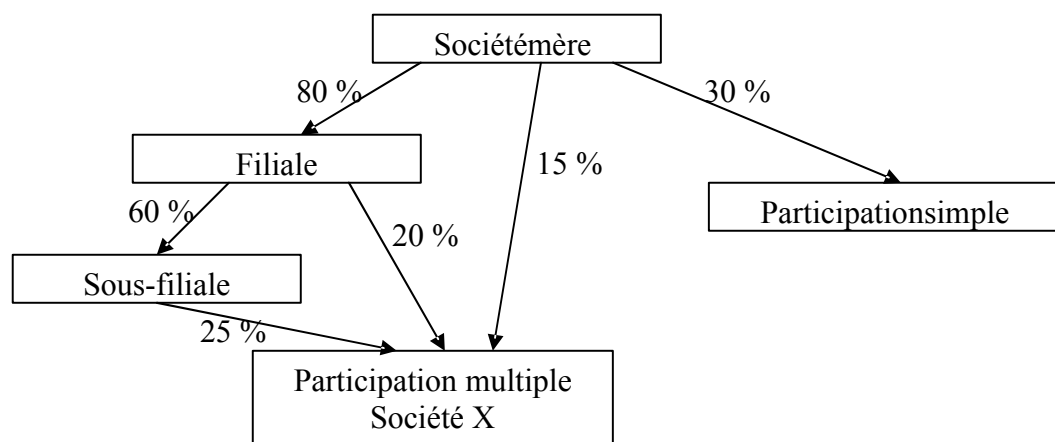 Sociétémère
80 %
30 %
Filiale
15 %
60 %
20 %
Participationsimple
Sous-filiale
25 %
Participation multiple
Société X